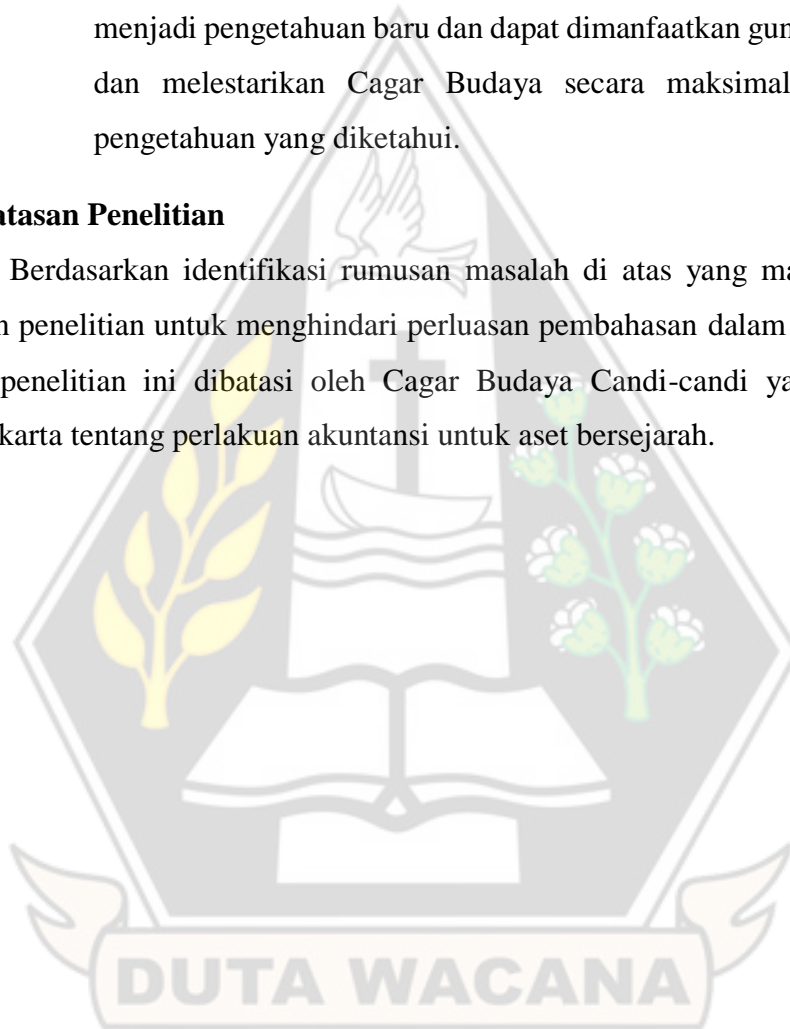 menjadi pengetahuan baru dan dapat dimanfaatkan gun
dan melestarikan Cagar Budaya secara maksimal
pengetahuan yang diketahui.
atasan Penelitian
Berdasarkan identifikasi rumusan masalah di atas yang ma
n penelitian untuk menghindari perluasan pembahasan dalam
penelitian ini dibatasi oleh Cagar Budaya Candi-candi ya
karta tentang perlakuan akuntansi untuk aset bersejarah.
DUTA WACANA